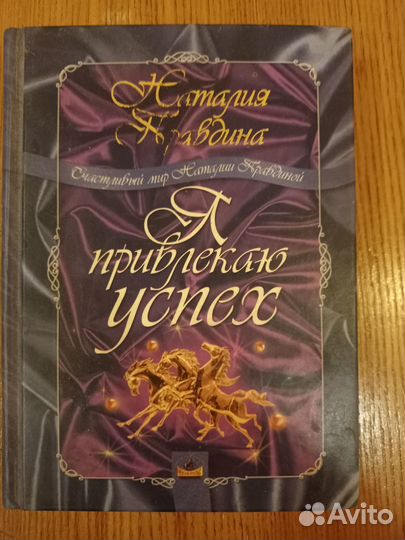 Наталия
Правдина
Счастливый мир Наталии Правдиной
Я
привлекаю
успех
Avito